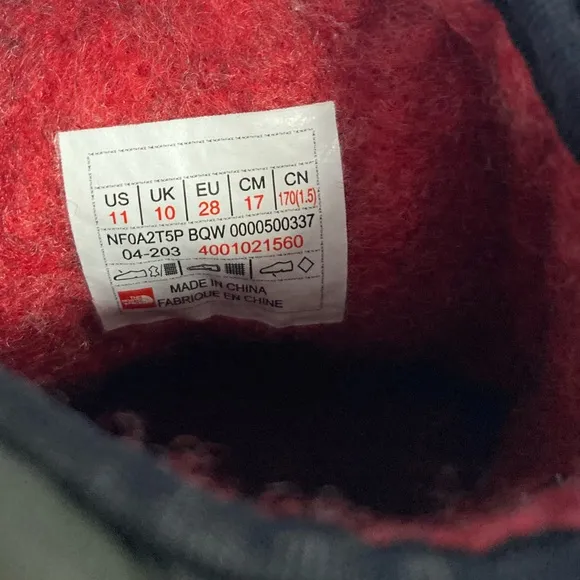 US UK EU CM CN
11 10 28 17 170(1.5)
NF0A2T5P BQW 0000500337
04-203 4001021560
MADE IN CHINA
FABRIQUE EN CHINE